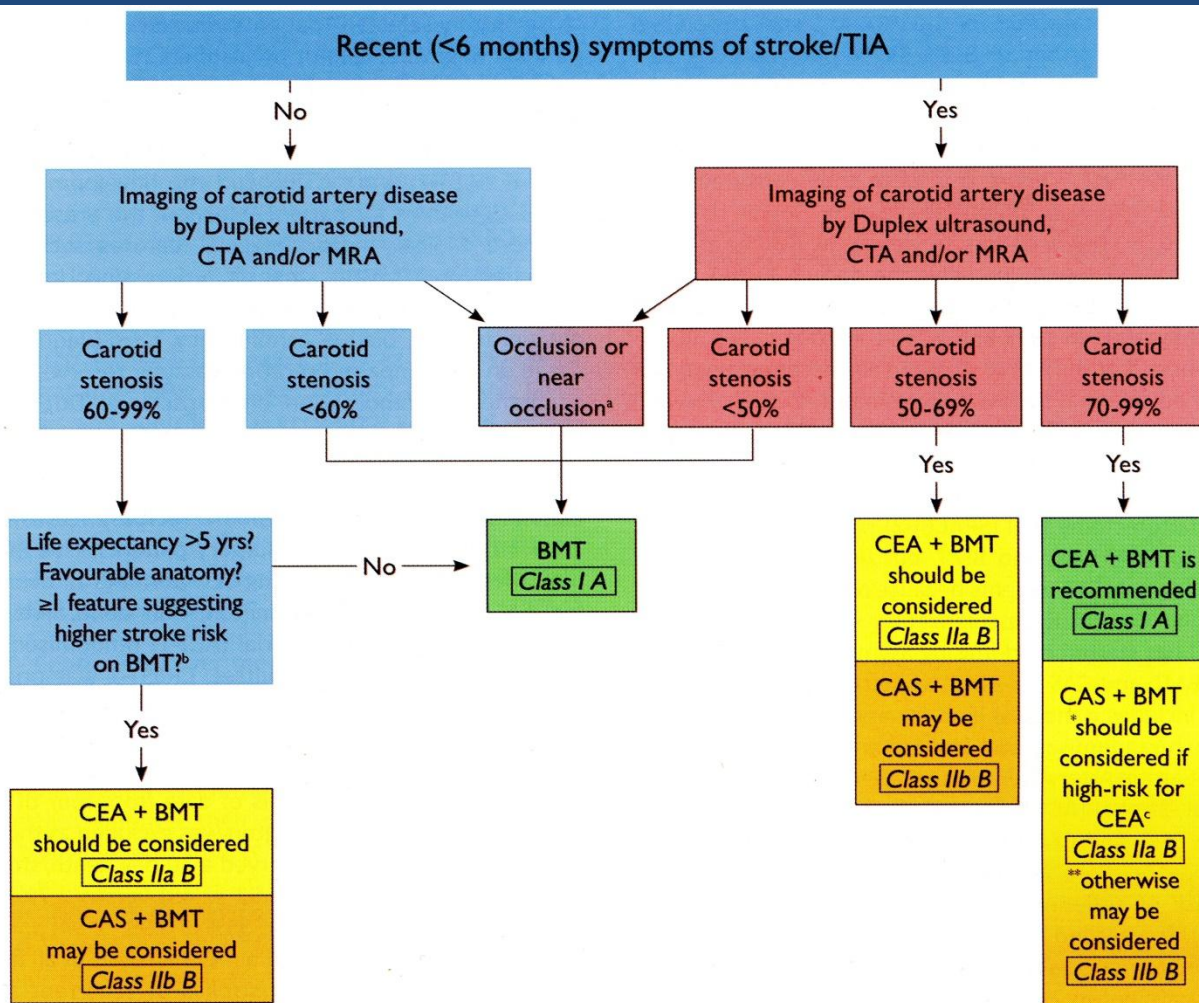 Recent (<6 months) symptoms of stroke/TIA
No
Yes
Imaging of carotid artery disease
by Duplex ultrasound,
CTA and/or MRA
Imaging of carotid artery disease
by Duplex ultrasound,
CTA and/or MRA
Carotid
stenosis
60-99%
Carotid
stenosis
<60%
Occlusion or
near
occlusionᵃ
Carotid
stenosis
<50%
Carotid
stenosis
50-69%
Carotid
stenosis
70-99%
Yes
Yes
Life expectancy >5 yrs?
Favourable anatomy?
≥1 feature suggesting
higher stroke risk
on BMT?ᵇ
No
BMT
Class I A
CEA + BMT
should be
considered
Class IIa B
CAS + BMT
may be
considered
Class IIb B
CEA + BMT is
recommended
Class I A
CAS + BMT
*should be
considered if
high-risk for
CEAᶜ
Class IIa B
**otherwise
may be
considered
Class IIb B
Yes
CEA + BMT
should be considered
Class IIa B
CAS + BMT
may be considered
Class IIb B